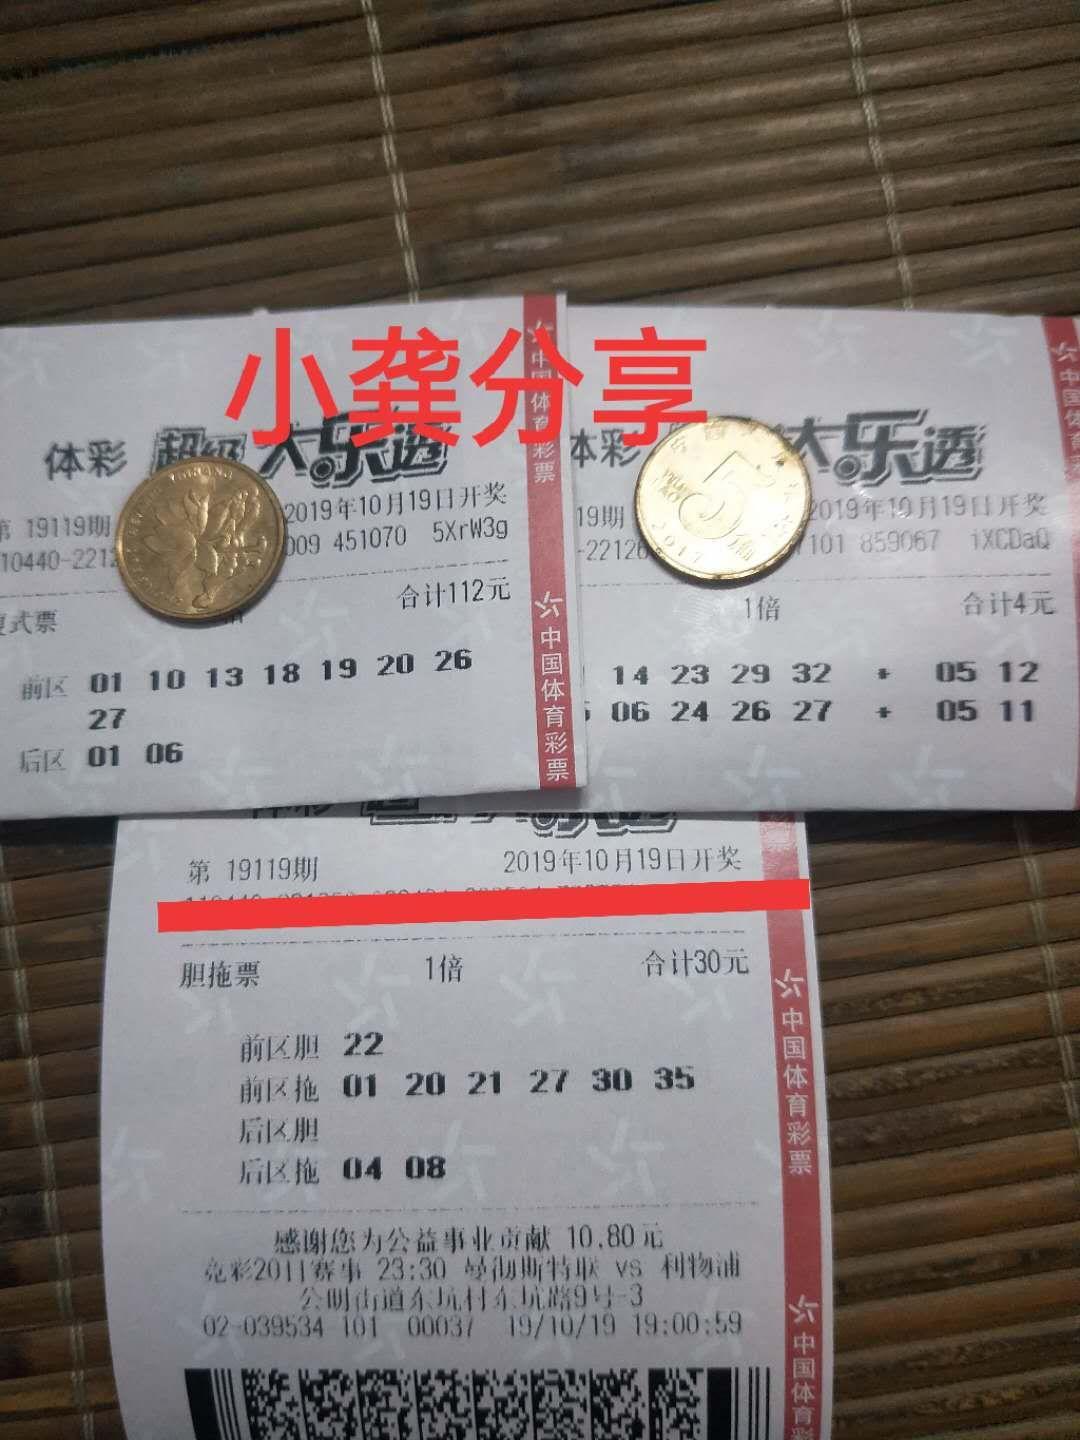 小龚分享
体彩 超级大乐透
第 19119期 2019年10月19日开奖
10440-2212 009 451070 5XrW3g
复式票 合计112元
前区 01 10 13 18 19 20 26
27
后区 01 06
中国体育彩票
中国体育彩票
体彩 大乐透
19期 2019年10月19日开奖
-22126 7101 859067 iXCDaQ
1倍 合计4元
14 23 29 32 + 05 12
06 24 26 27 + 05 11
中国体育
第 19119期 2019年10月19日开奖
胆拖票 1倍 合计30元
前区胆 22
前区拖 01 20 21 27 30 35
后区胆
后区拖 04 08
感谢您为公益事业贡献 10.80元
竞彩2011赛事 23:30 曼彻斯特联 vs 利物浦
公明街道东坑村东坑路9号-3
02-039534 101 00037 19/10/19 19:00:59
中国体育彩票
中国体育彩
5角
2017